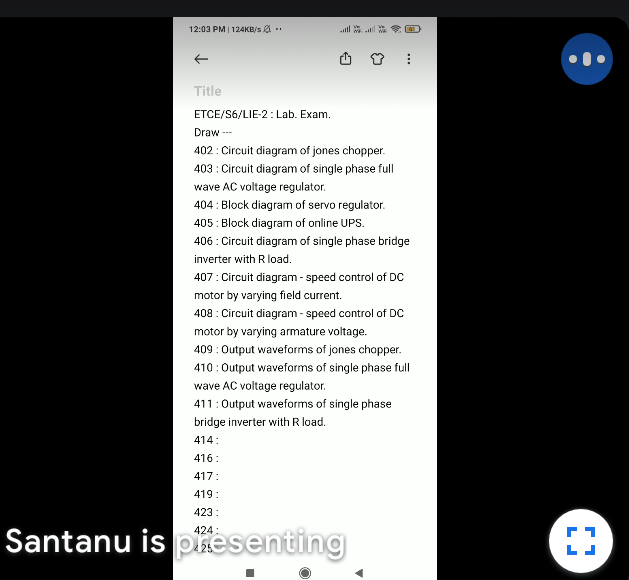 12:03 PM | 124KB/s
Title
ETCE/S6/LIE-2 : Lab. Exam.
Draw ---
402 : Circuit diagram of jones chopper.
403 : Circuit diagram of single phase full
wave AC voltage regulator.
404 : Block diagram of servo regulator.
405 : Block diagram of online UPS.
406 : Circuit diagram of single phase bridge
inverter with R load.
407 : Circuit diagram - speed control of DC
motor by varying field current.
408 : Circuit diagram - speed control of DC
motor by varying armature voltage.
409 : Output waveforms of jones chopper.
410 : Output waveforms of single phase full
wave AC voltage regulator.
411 : Output waveforms of single phase
bridge inverter with R load.
414 :
416 :
417 :
419 :
423 :
424 :
Santanu is presenting
425